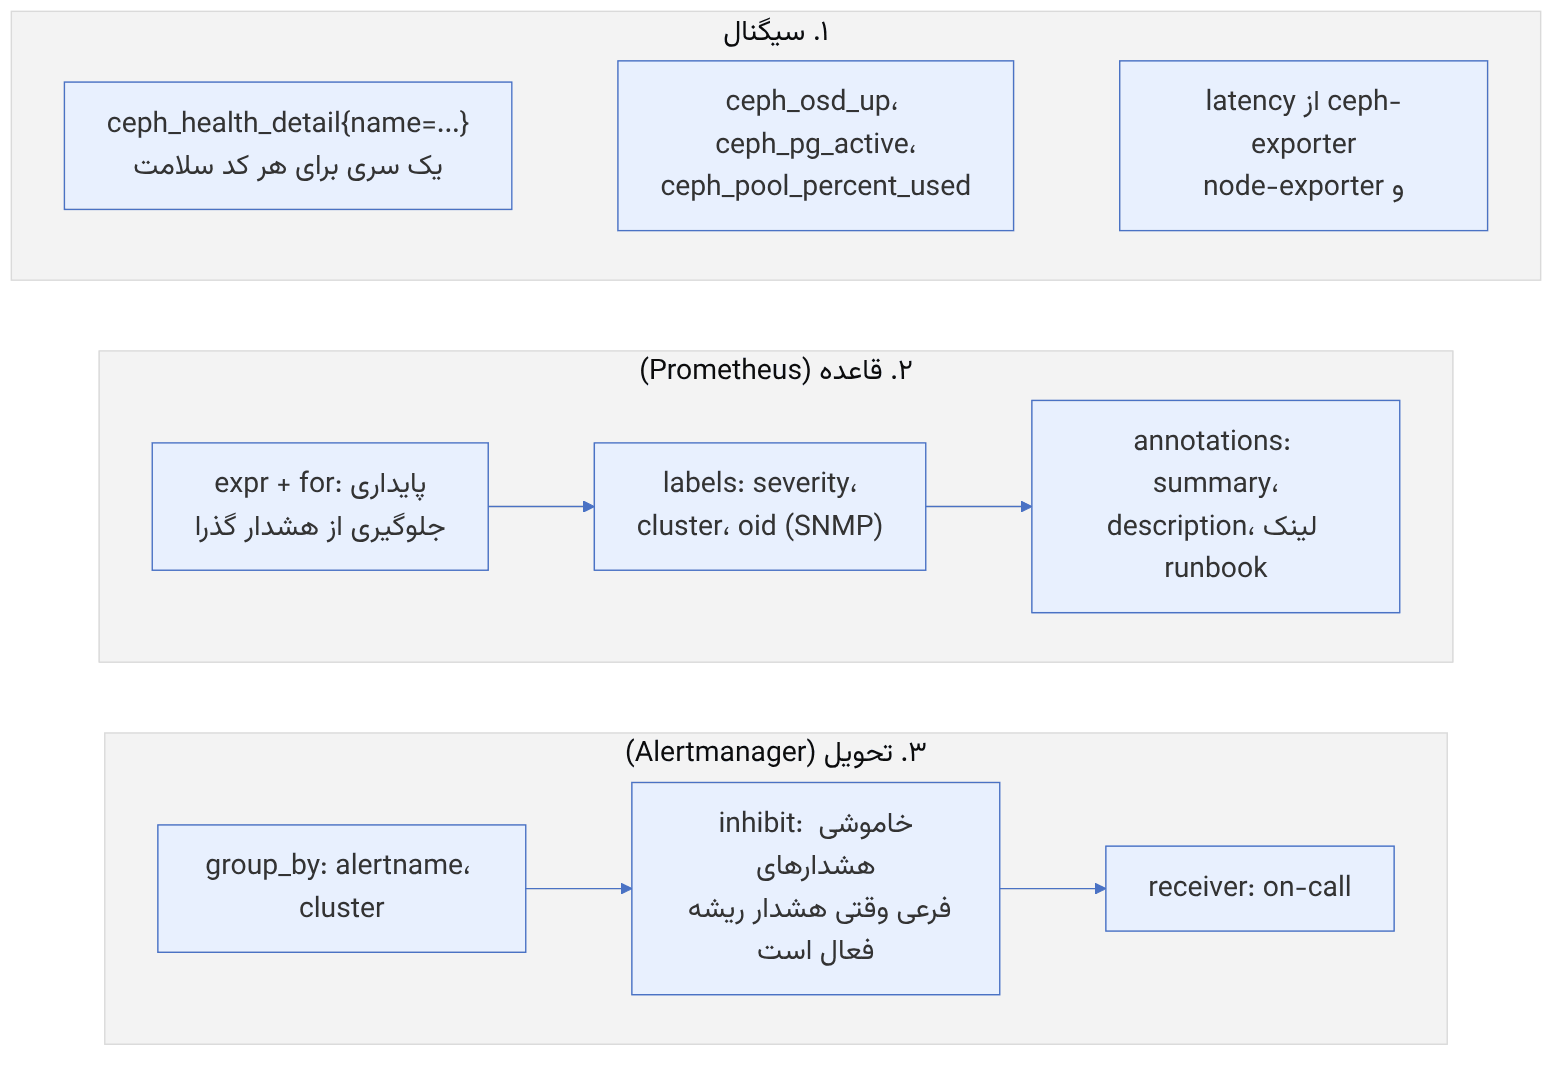 ۱. سیگنال
ceph_health_detail{name=...}
یک سری برای هر کد سلامت
ceph_osd_up،
ceph_pg_active،
ceph_pool_percent_used
latency از ceph-
exporter
و node-exporter
۲. قاعده (Prometheus)
expr + for: پایداری
جلوگیری از هشدار گذرا
labels: severity،
cluster، oid (SNMP)
annotations:
summary،
description، لینک
runbook
۳. تحویل (Alertmanager)
group_by: alertname،
cluster
inhibit: خاموشی
هشدارهای
فرعی وقتی هشدار ریشه
فعال است
receiver: on-call